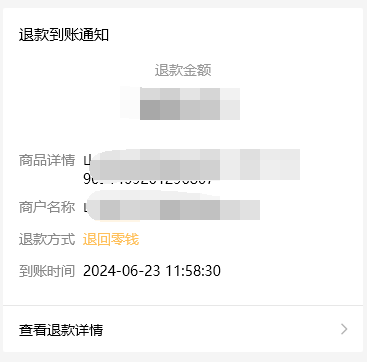 退款到账通知
退款金额
商品详情 山
商户名称
退款方式 退回零钱
到账时间 2024-06-23 11:58:30
查看退款详情